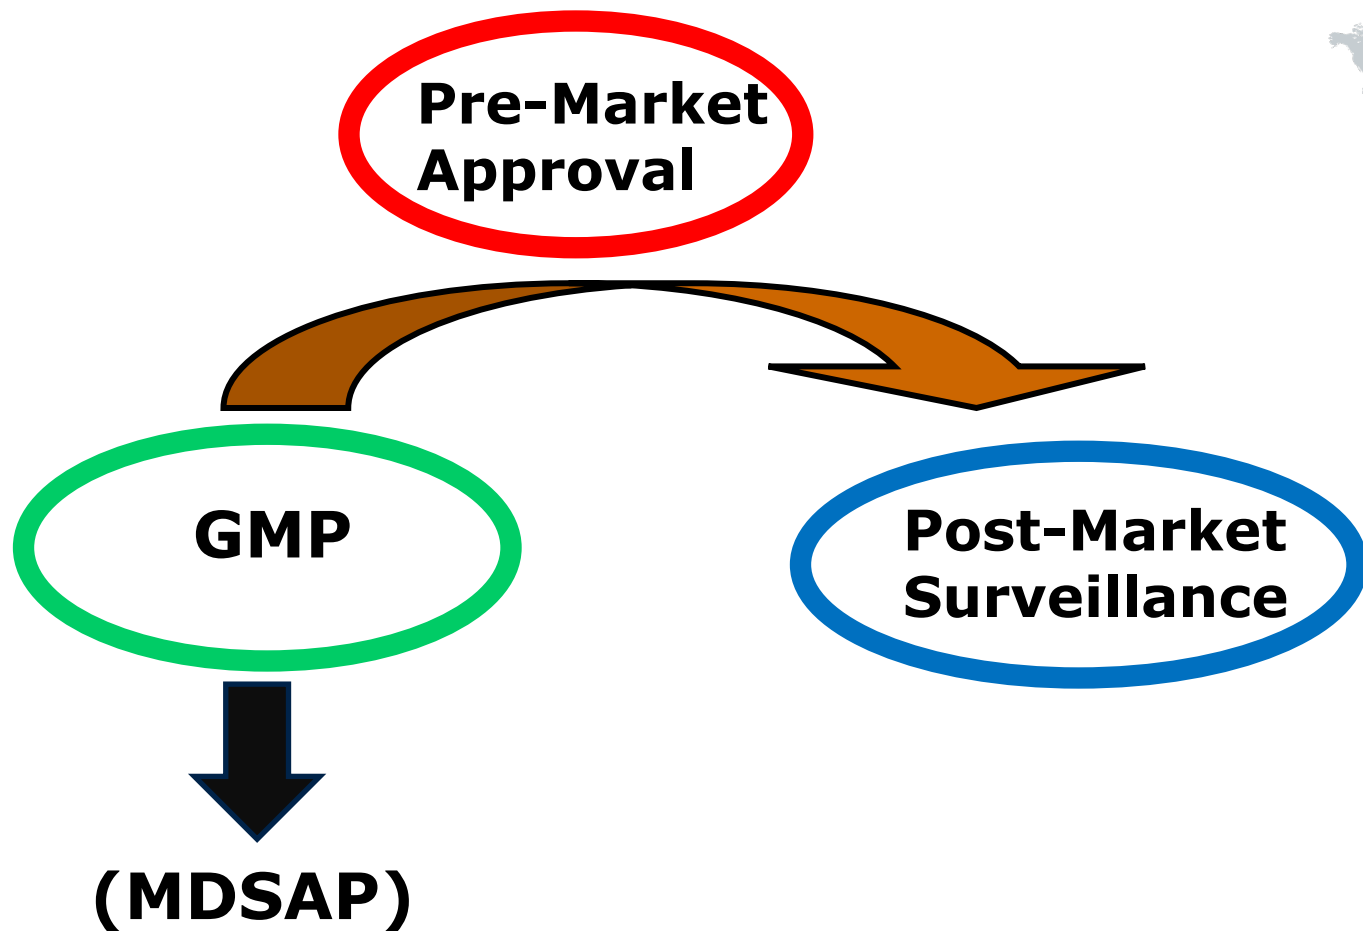 Pre-Market
Approval
GMP
Post-Market
Surveillance
(MDSAP)